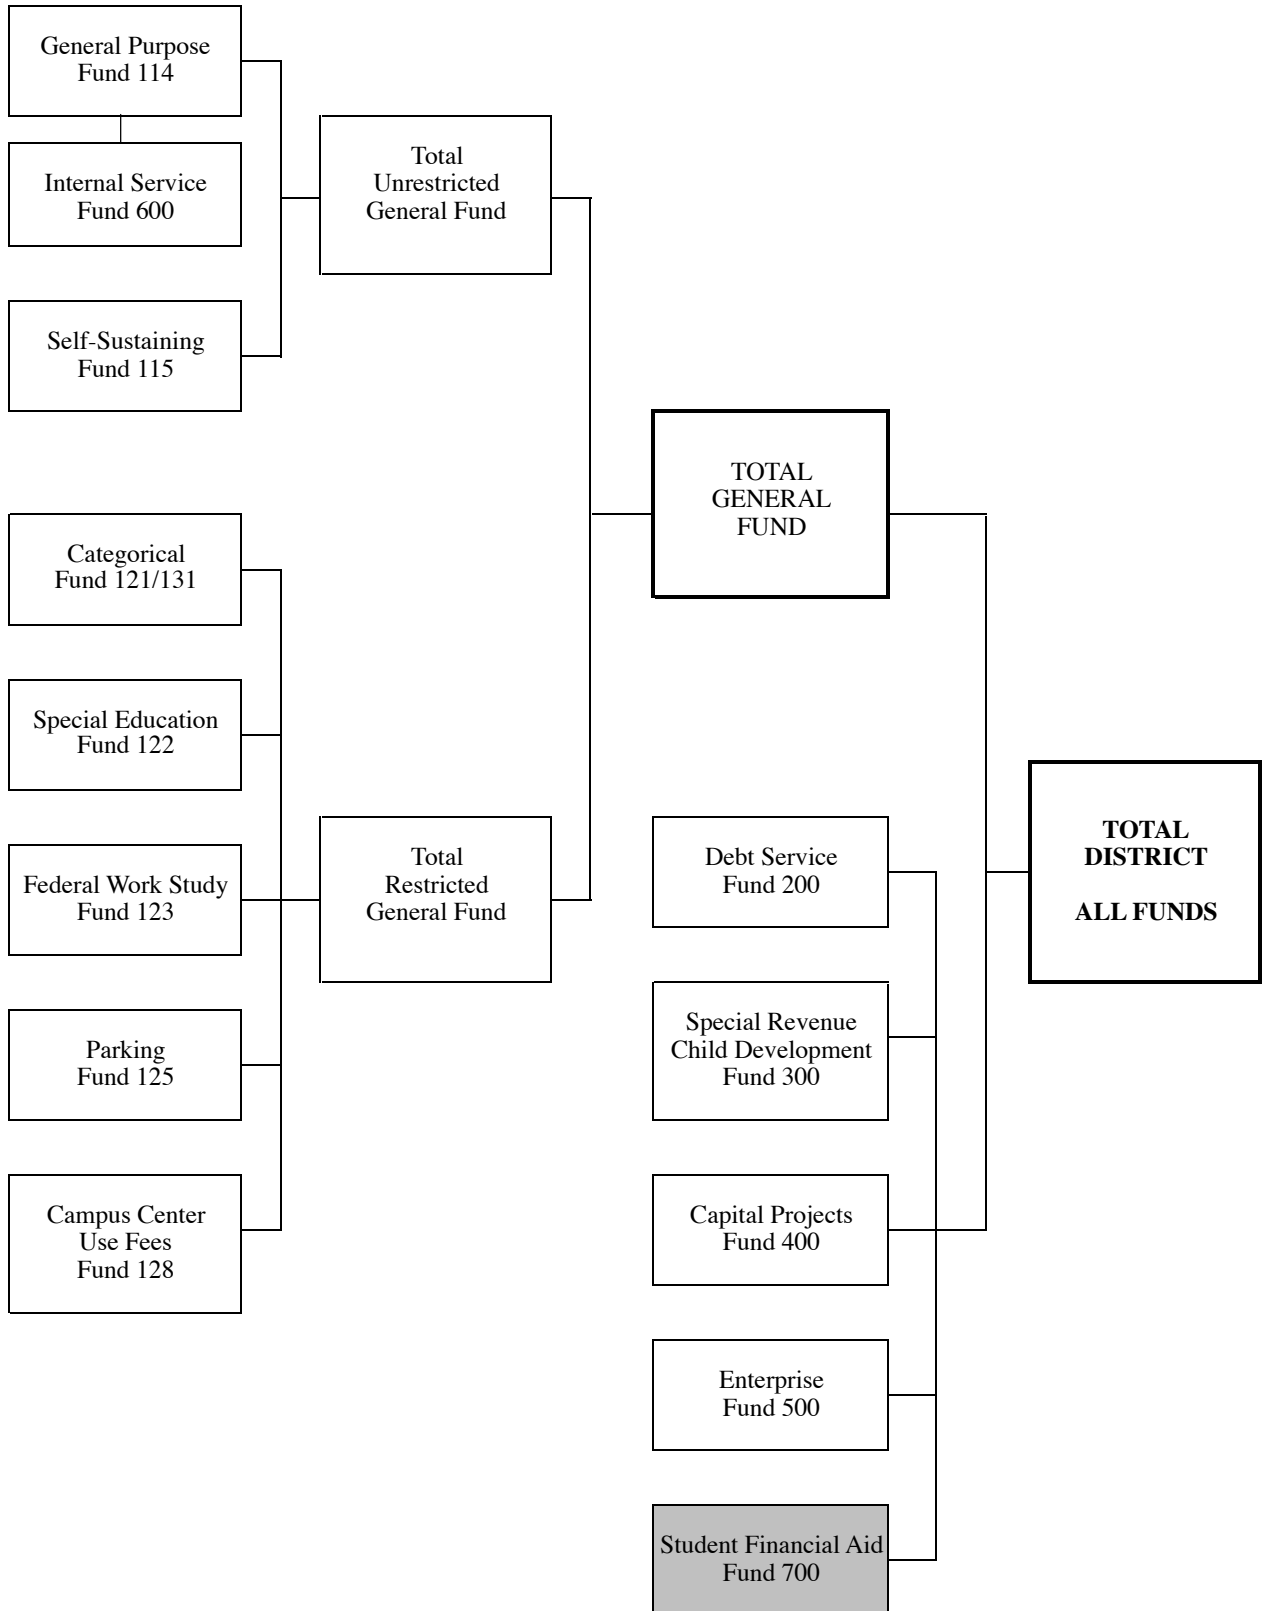 General Purpose
Fund 114
Internal Service
Fund 600
Self-Sustaining
Fund 115
Total
Unrestricted
General Fund
Categorical
Fund 121/131
Special Education
Fund 122
Federal Work Study
Fund 123
Parking
Fund 125
Campus Center
Use Fees
Fund 128
Total
Restricted
General Fund
TOTAL
GENERAL
FUND
Debt Service
Fund 200
Special Revenue
Child Development
Fund 300
Capital Projects
Fund 400
Enterprise
Fund 500
Student Financial Aid
Fund 700
TOTAL
DISTRICT
ALL FUNDS